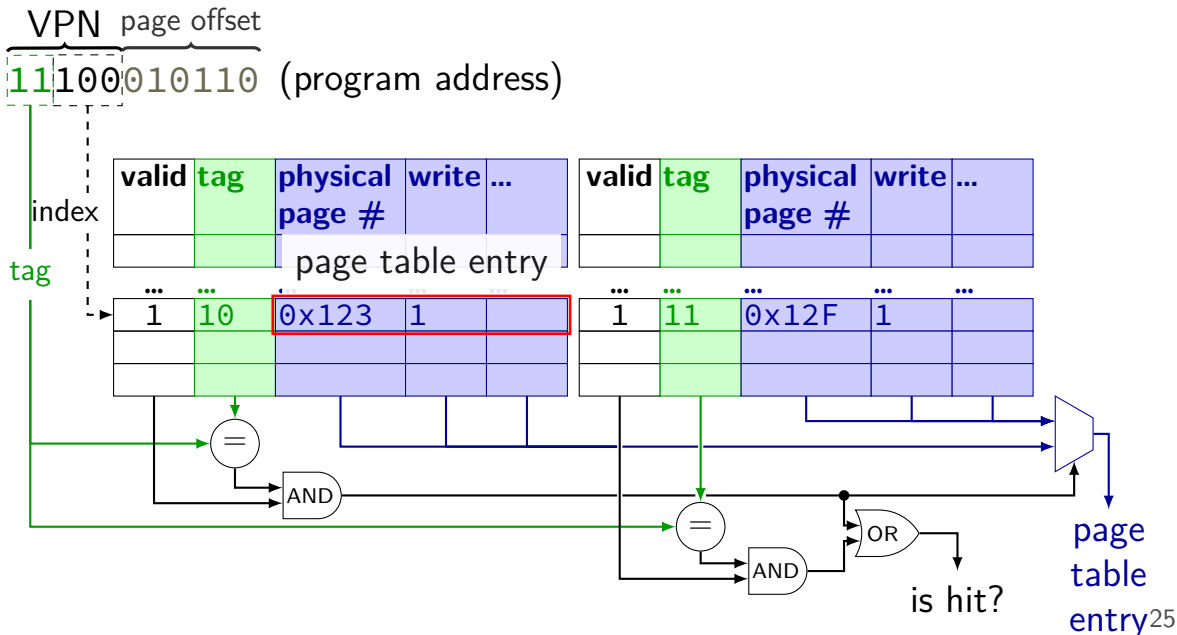 VPN page offset
11100010110 (program address)
index
tag
valid tag physical page # write ...
valid tag physical page # write ...
page table entry
... ... ... ... ...
... ... ... ... ...
1 10 0x123 1
1 11 0x12F 1
=
AND
=
AND
OR
is hit?
page
table
entry
25